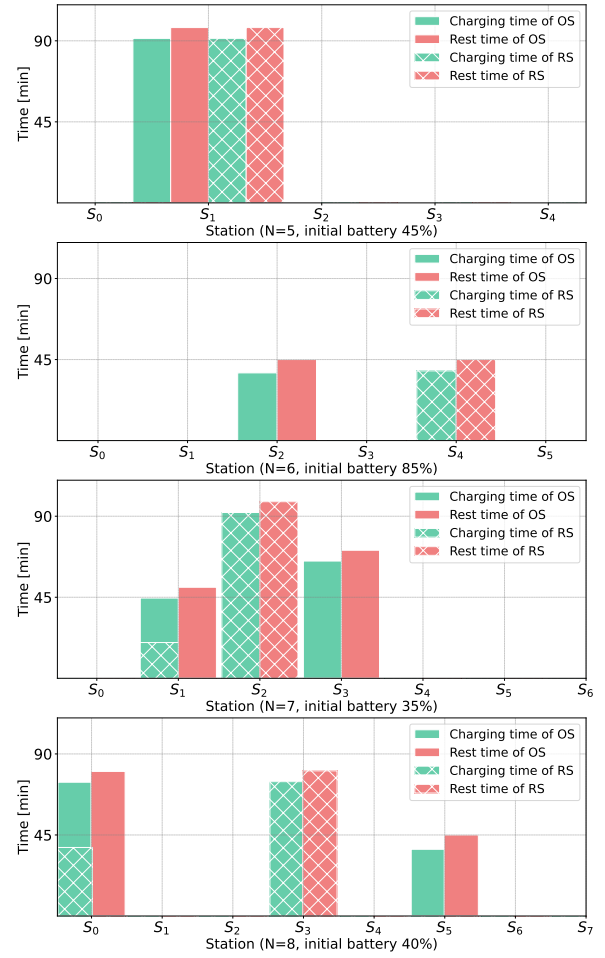 Time [min]
90
45
Charging time of OS
Rest time of OS
Charging time of RS
Rest time of RS
S0 S1 S2 S3 S4
Station (N=5, initial battery 45%)
Time [min]
90
45
Charging time of OS
Rest time of OS
Charging time of RS
Rest time of RS
S0 S1 S2 S3 S4 S5
Station (N=6, initial battery 85%)
Time [min]
90
45
Charging time of OS
Rest time of OS
Charging time of RS
Rest time of RS
S0 S1 S2 S3 S4 S5 S6
Station (N=7, initial battery 35%)
Time [min]
90
45
Charging time of OS
Rest time of OS
Charging time of RS
Rest time of RS
S0 S1 S2 S3 S4 S5 S6 S7
Station (N=8, initial battery 40%)